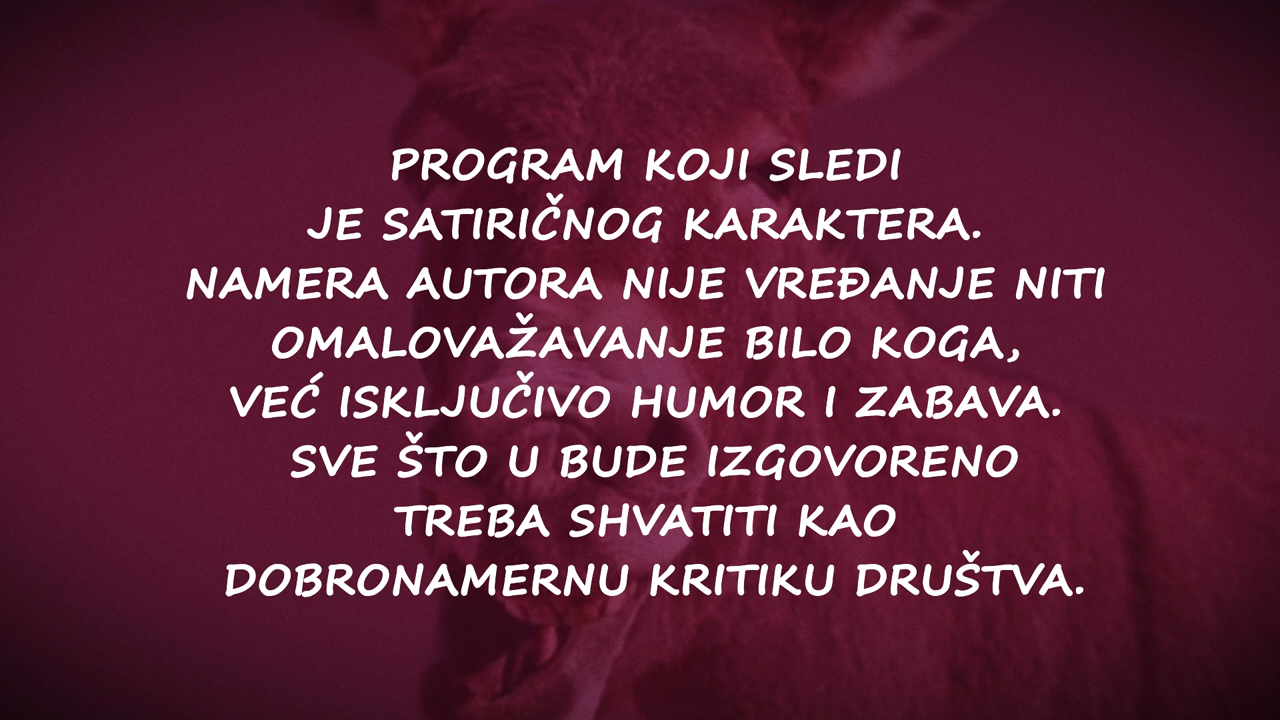 PROGRAM KOJI SLEDI
JE SATIRIČNOG KARAKTERA.
NAMERA AUTORA NIJE VREĐANJE NITI
OMALOVAŽAVANJE BILO KOGA,
VEĆ ISKLJUČIVO HUMOR I ZABAVA.
SVE ŠTO U BUDE IZGOVORENO
TREBA SHVATITI KAO
DOBRONAMERNU KRITIKU DRUŠTVA.